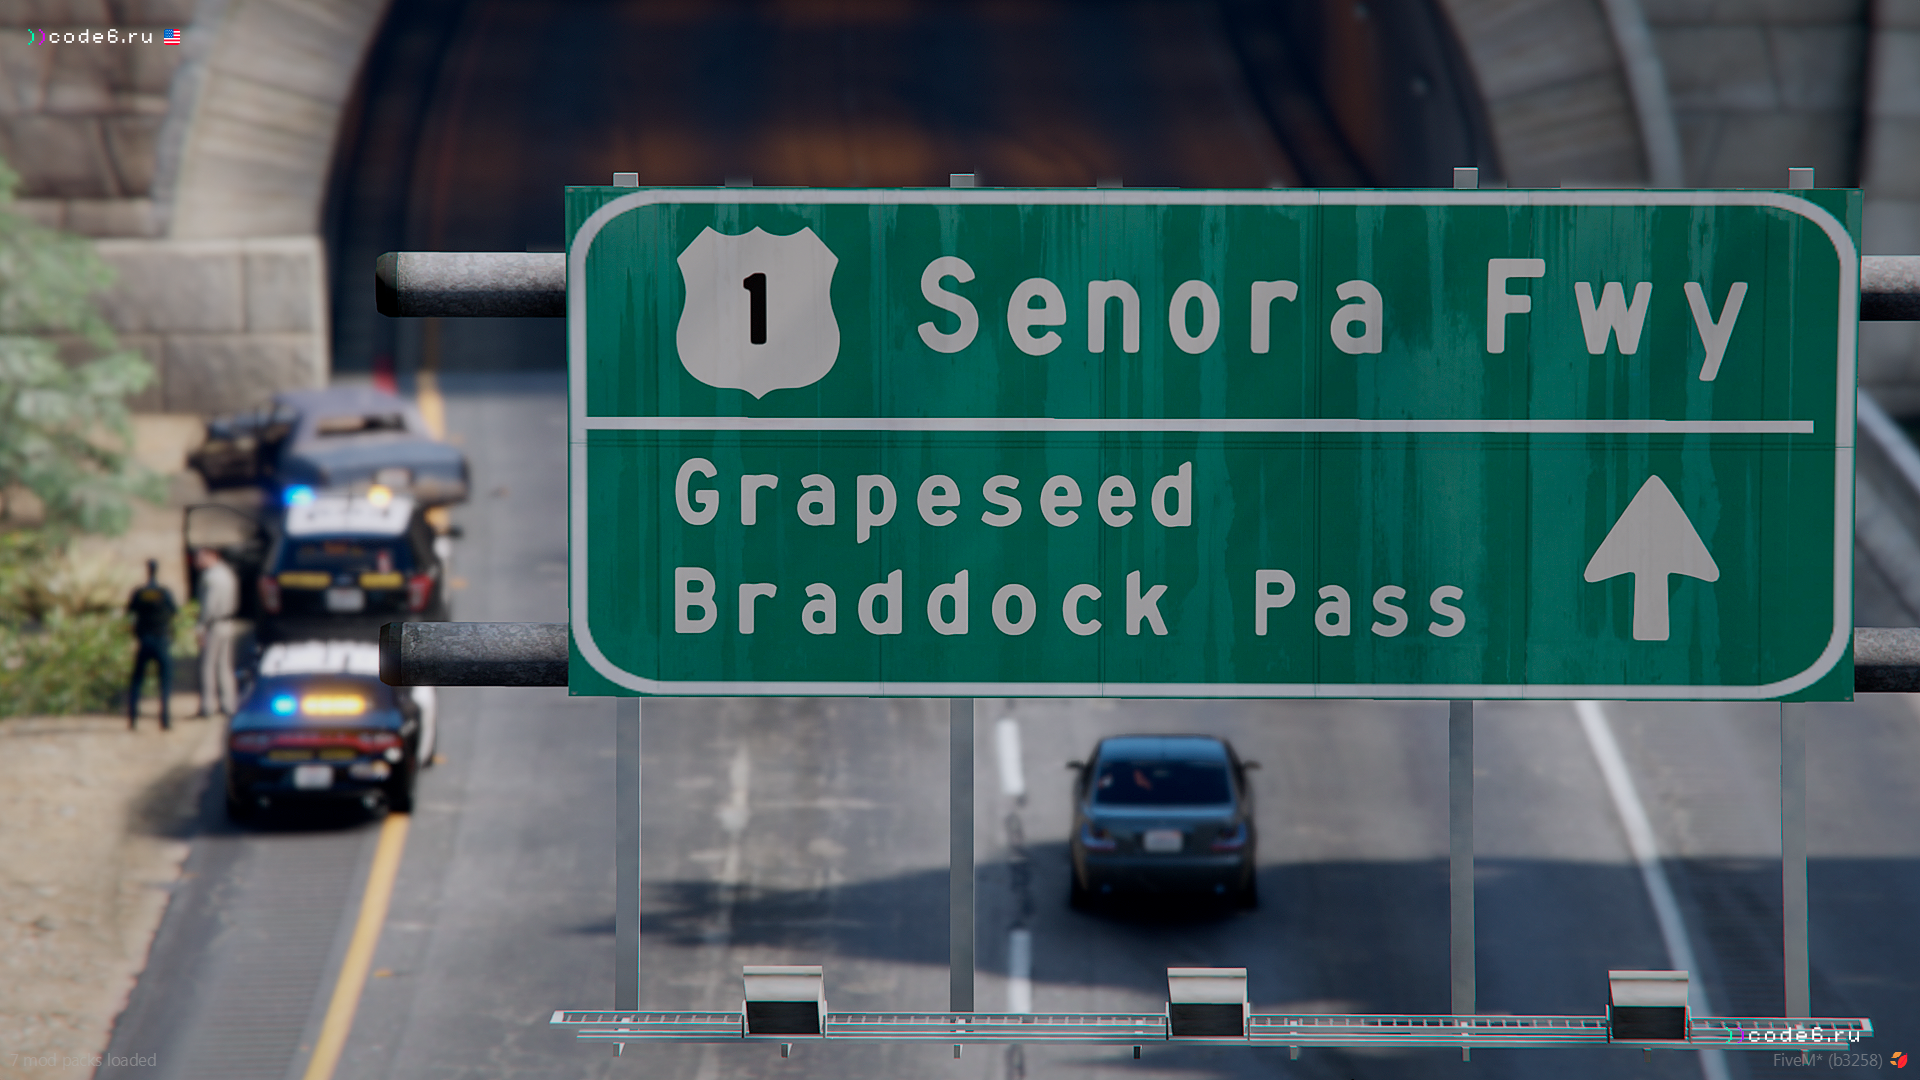 code6.ru
1 Senora Fwy
Grapeseed
Braddock Pass
code6.ru
7 mod packs loaded
FiveM* (b3258)